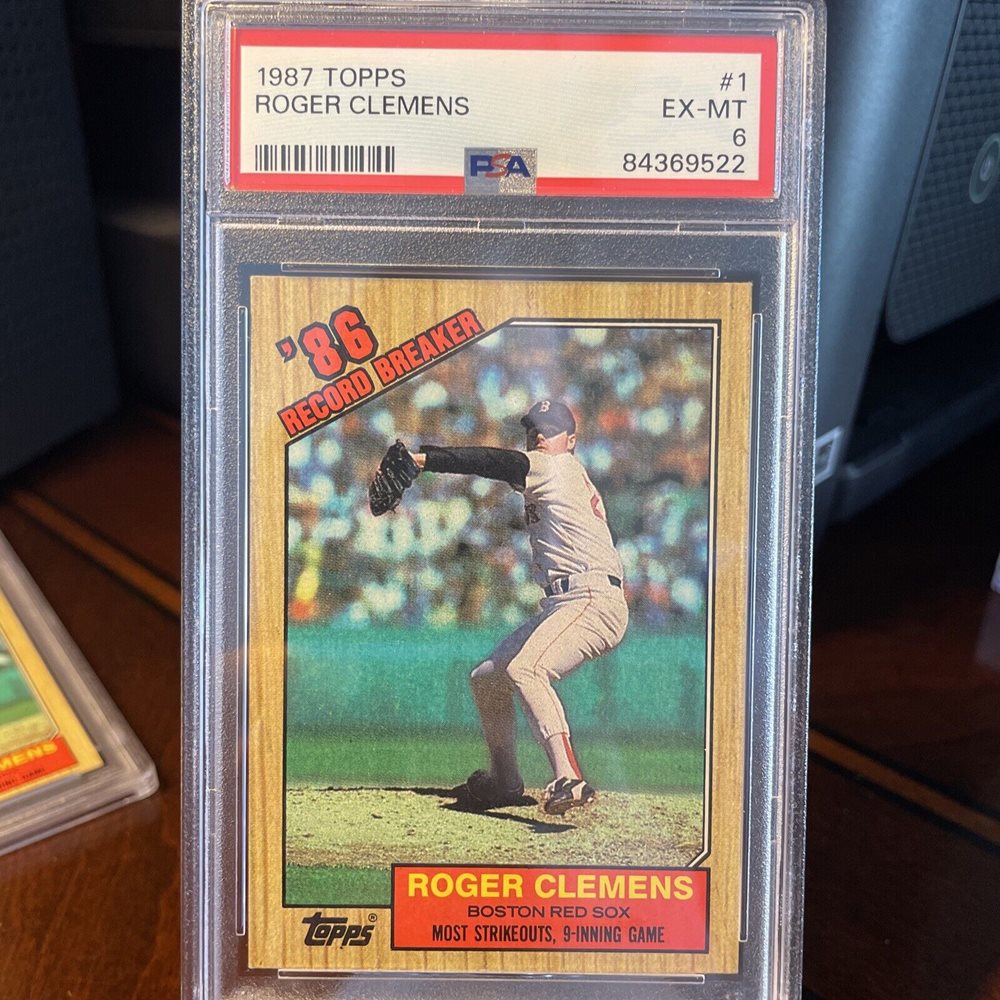 1987 TOPPS #1
ROGER CLEMENS EX-MT
6
PSA 84369522
'86
RECORD BREAKER
B
ROGER CLEMENS
BOSTON RED SOX
MOST STRIKEOUTS, 9-INNING GAME
Topps®
MENS